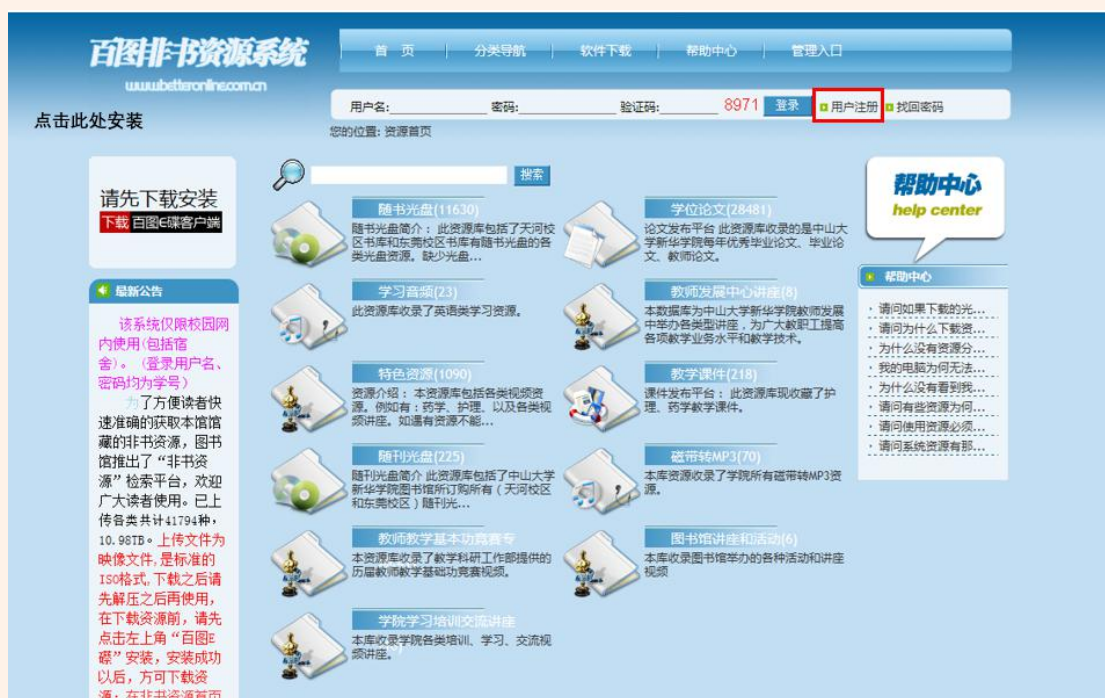 百图非书资源系统
www.betteronline.com.cn
首 页
分类导航
软件下载
帮助中心
管理入口
用户名:
密码:
验证码:
8971
登录
用户注册
找回密码
点击此处安装
您的位置: 资源首页
请先下载安装
下载 百图E碟客户端
最新公告
该系统仅限校园网
内使用(包括宿
舍)。 (登录用户名、
密码均为学号)
为了方便读者快
速准确的获取本馆馆
藏的非书资源, 图书
馆推出了“非书资
源”检索平台, 欢迎
广大读者使用。已上
传各类共计41794种,
10.98TB。上传文件为
映像文件,是标准的
ISO格式,下载之后请
先解压之后再使用,
在下载资源前, 请先
点击左上角“百图E
碟”安装, 安装成功
以后, 方可下载资
源; 在非书资源首页
搜索
随书光盘(11630)
随书光盘简介: 此资源库包括了天河校
区书库和东莞校区书库有随书光盘的各
类光盘资源。缺少光盘...
学习音频(23)
此资源库收录了英语类学习资源。
特色资源(1090)
资源介绍: 本资源库包括各类视频资
源。例如有: 药学、护理、以及各类视
频讲座。如遇有资源不能...
随刊光盘(225)
随刊光盘简介 此资源库包括了中山大学
新华学院图书馆所订购所有 ( 天河校区
和东莞校区 ) 随刊光...
教师教学基本功竞赛专
本资源库收录了教学科研工作部提供的
历届教师教学基础功竞赛视频。
学院学习培训交流讲座
本库收录学院各类培训、学习、交流视
频讲座。
学位论文(28481)
论文发布平台 此资源库收录的是中山大
学新华学院每年优秀毕业论文、毕业论
文、教师论文。
教师发展中心讲座(8)
本数据库为中山大学新华学院教师发展
中举办各类型讲座, 为广大教职工提高
各项教学业务水平和教学技术。
教学课件(218)
课件发布平台: 此资源库现收藏了护
理、药学教学课件。
磁带转MP3(70)
本库资源收录了学院所有磁带转MP3资
源。
图书馆讲座和活动(6)
本库收录图书馆举办的各种活动和讲座
视频
帮助中心
help center
帮助中心
· 请问如果下载的光...
· 请问为什么下载资...
· 为什么没有资源分...
· 我的电脑为何无法...
· 为什么没有看到我...
· 请问有些资源为何...
· 请问使用资源必须...
· 请问系统资源有那...